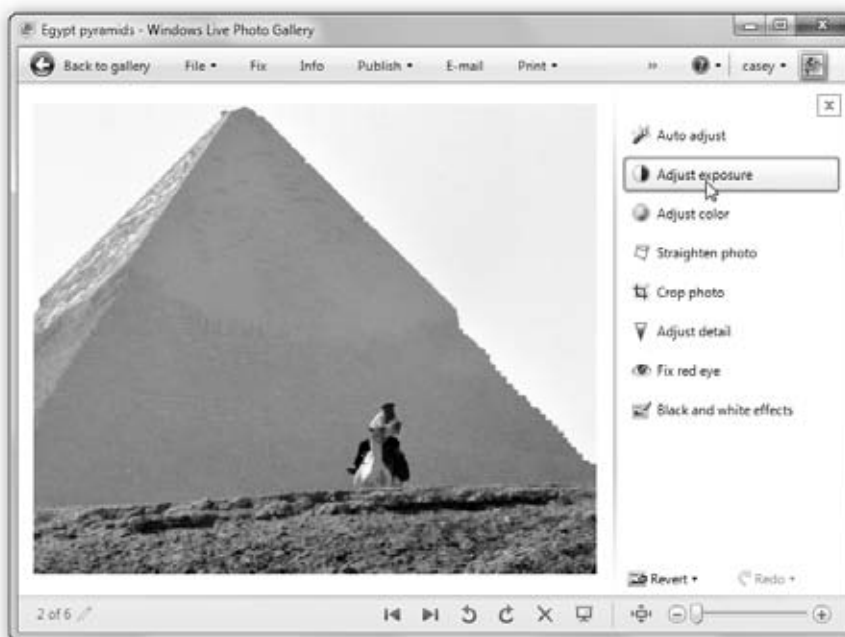 Egypt pyramids - Windows Live Photo Gallery
Back to gallery File Fix Info Publish E-mail Print » casey
Auto adjust
Adjust exposure
Adjust color
Straighten photo
Crop photo
Adjust detail
Fix red eye
Black and white effects
Revert Redo
2 of 6